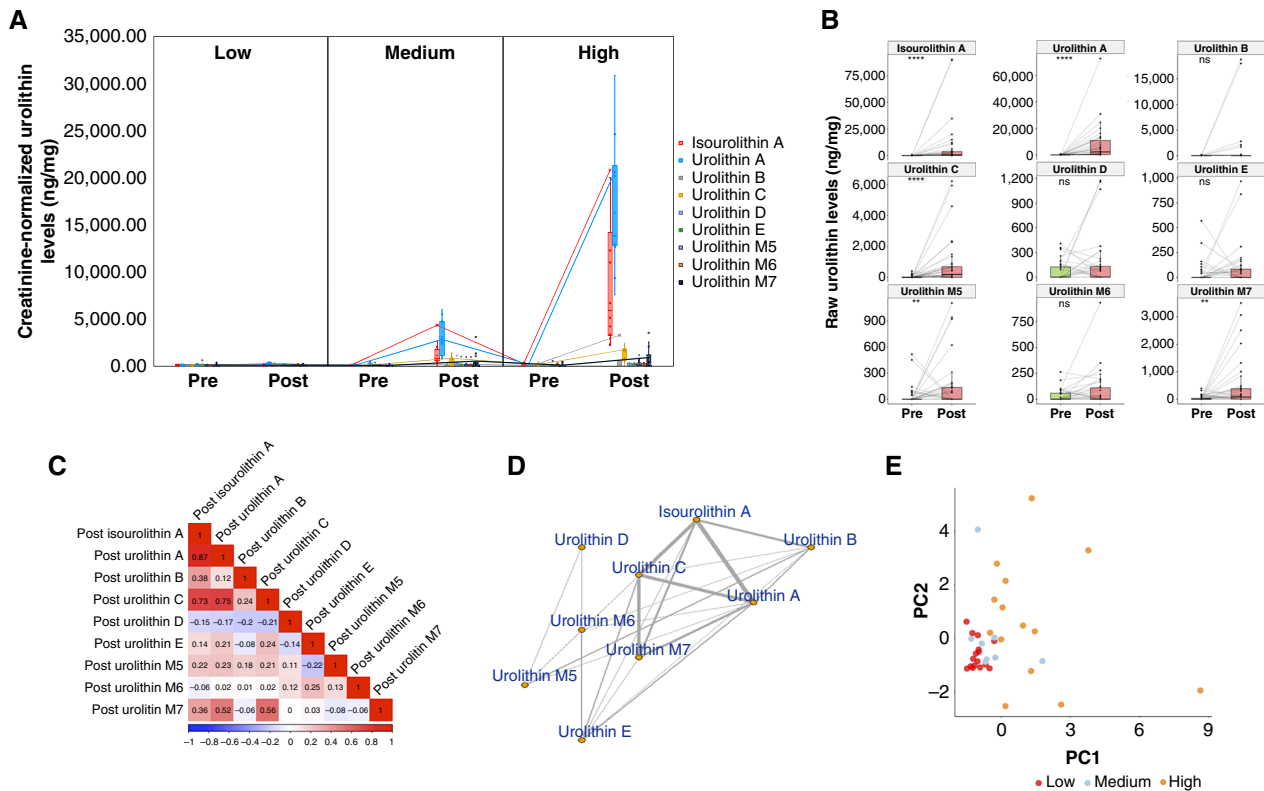 A
Creatinine-normalized urolithin
levels (ng/mg)
35,000.00
30,000.00
25,000.00
20,000.00
15,000.00
10,000.00
5,000.00
0.00
Low
Medium
High
Pre
Post
Pre
Post
Pre
Post
Isourolithin A
Urolithin A
Urolithin B
Urolithin C
Urolithin D
Urolithin E
Urolithin M5
Urolithin M6
Urolithin M7
B
Raw urolithin levels (ng/mg)
Isourolithin A
****
75,000
50,000
25,000
0
Urolithin A
****
60,000
40,000
20,000
0
Urolithin B
ns
15,000
10,000
5,000
0
Urolithin C
****
6,000
4,000
2,000
0
Urolithin D
ns
1,200
900
600
300
0
Urolithin E
ns
1,000
750
500
250
0
Urolithin M5
**
900
600
300
0
Urolithin M6
ns
750
500
250
0
Urolithin M7
**
3,000
2,000
1,000
0
Pre Post
Pre Post
Pre Post
C
Post isourolithin A
Post urolithin A
Post urolithin B
Post urolithin C
Post urolithin D
Post urolithin E
Post urolithin M5
Post urolithin M6
Post urolitin M7
Post isourolithin A 1
Post urolithin A 0.87 1
Post urolithin B 0.38 0.12 1
Post urolithin C 0.73 0.75 0.24 1
Post urolithin D −0.15 −0.17 −0.2 −0.21 1
Post urolithin E 0.14 0.21 −0.08 0.24 −0.14 1
Post urolithin M5 0.22 0.23 0.18 0.21 0.11 −0.22 1
Post urolithin M6 −0.06 0.02 0.01 0.02 0.12 0.25 0.13 1
Post urolitin M7 0.36 0.52 −0.06 0.56 0 0.03 −0.08 −0.06 1
−1 −0.8 −0.6 −0.4 −0.2 0 0.2 0.4 0.6 0.8 1
D
Isourolithin A
Urolithin D
Urolithin B
Urolithin C
Urolithin A
Urolithin M6
Urolithin M7
Urolithin M5
Urolithin E
E
PC2
4
2
0
−2
0
3
6
9
PC1
Low
Medium
High